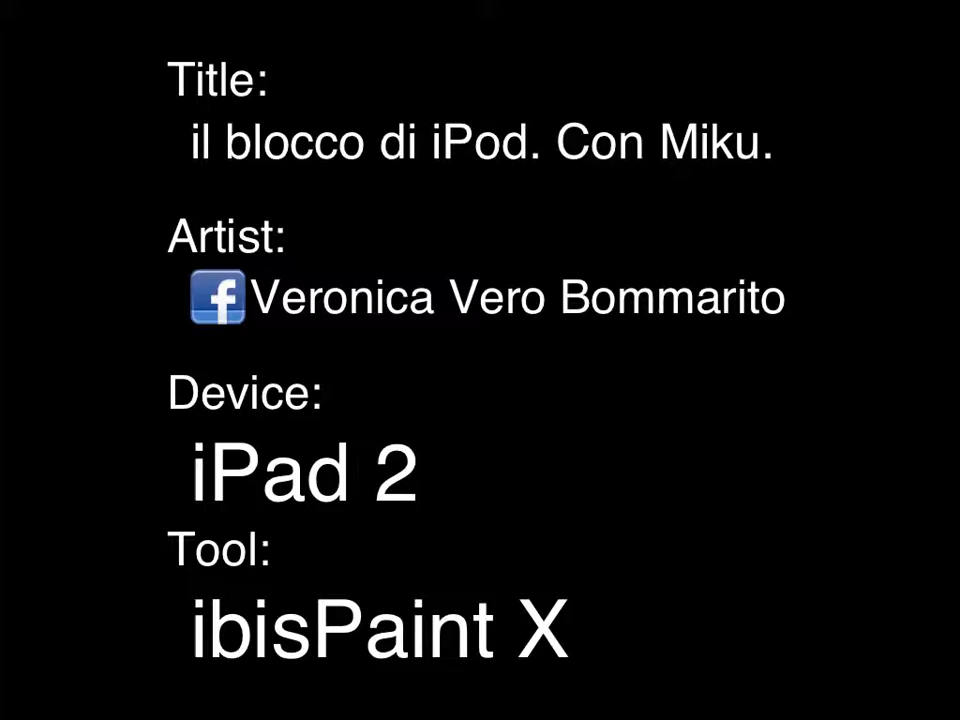 Title:
il blocco di iPod. Con Miku.
Artist:
f Veronica Vero Bommarito
Device:
iPad 2
Tool:
ibisPaint X